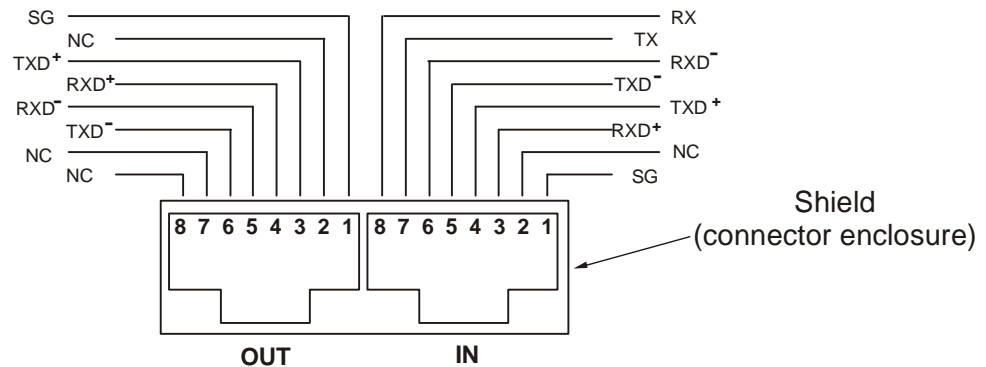 SG
NC
TXD+
RXD+
RXD-
TXD-
NC
NC
RX
TX
RXD-
TXD-
TXD +
RXD+
NC
SG
Shield
(connector enclosure)
8 7 6 5 4 3 2 1
8 7 6 5 4 3 2 1
OUT
IN